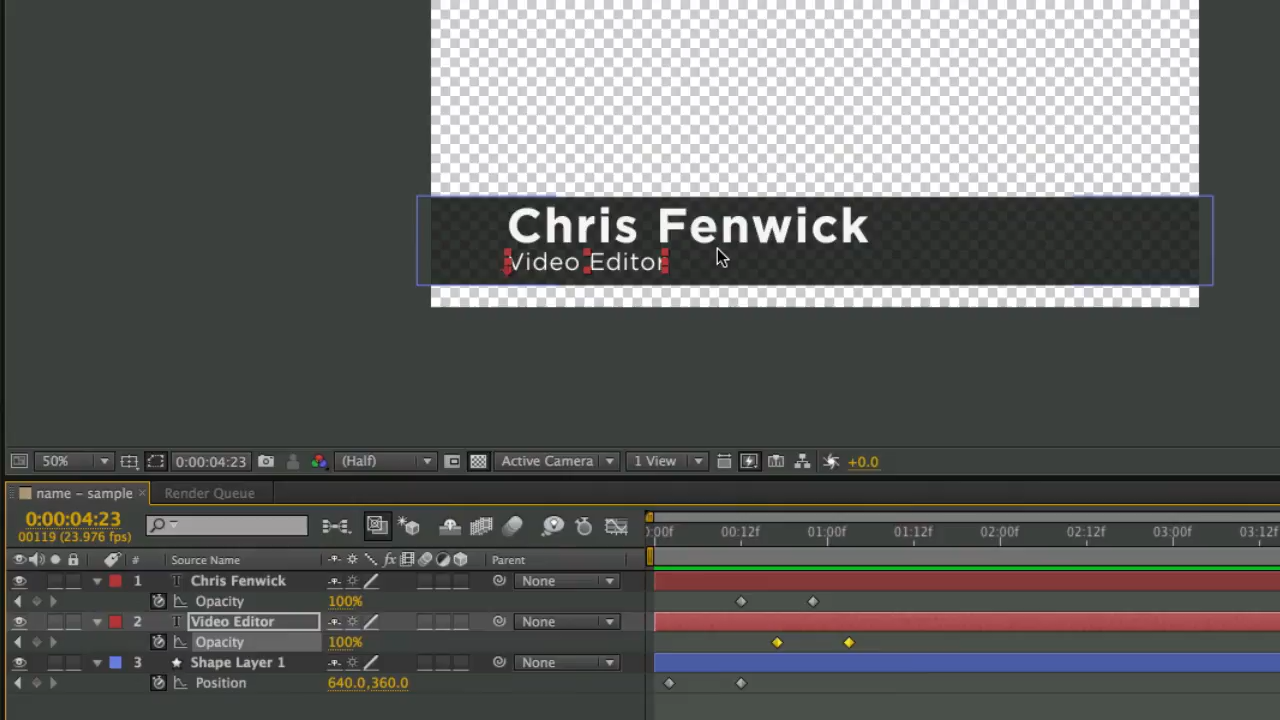 Chris Fenwick
Video Editor
50% 0:00:04:23 (Half) Active Camera 1 View +0.0
name – sample × Render Queue
0:00:04:23
00119 (23.976 fps)
:00f 00:12f 01:00f 01:12f 02:00f 02:12f 03:00f 03:12f
# Source Name fx Parent
1 T Chris Fenwick None
Opacity 100%
2 T Video Editor None
Opacity 100%
3 Shape Layer 1 None
Position 640.0,360.0